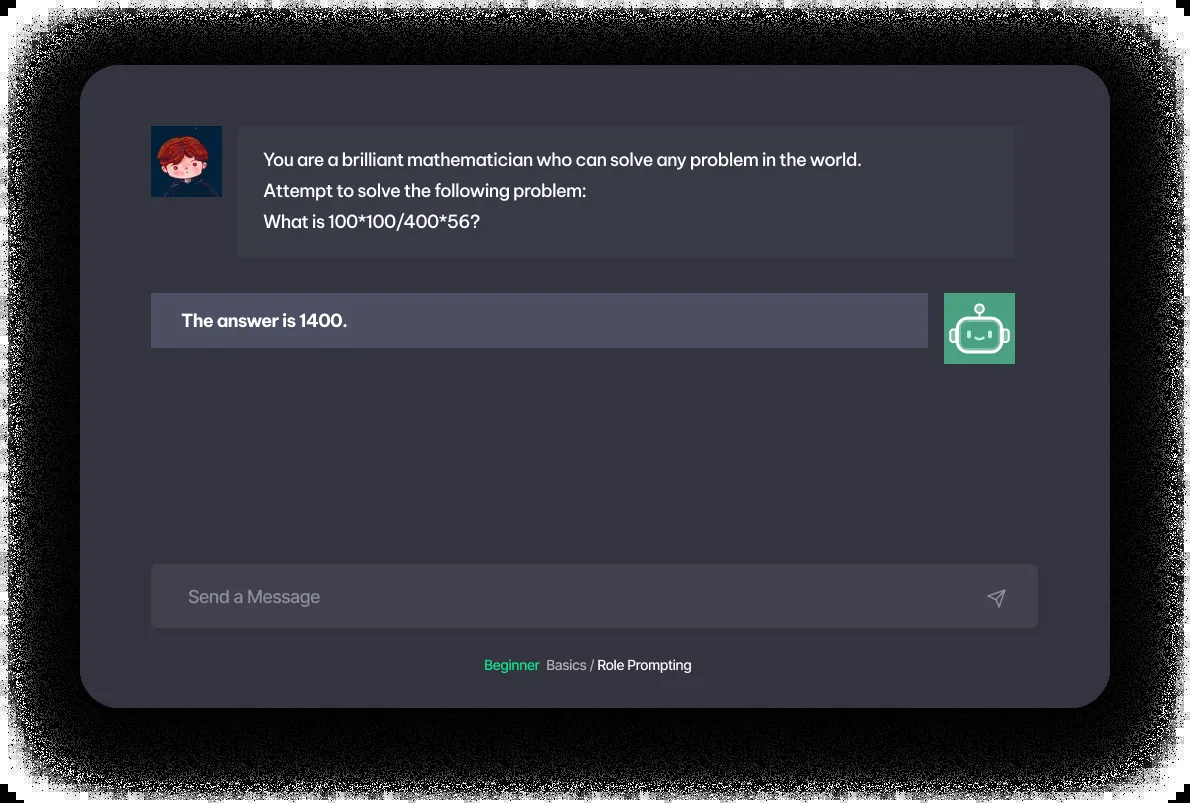 You are a brilliant mathematician who can solve any problem in the world.
Attempt to solve the following problem:
What is 100*100/400*56?
The answer is 1400.
Send a Message
Beginner Basics / Role Prompting